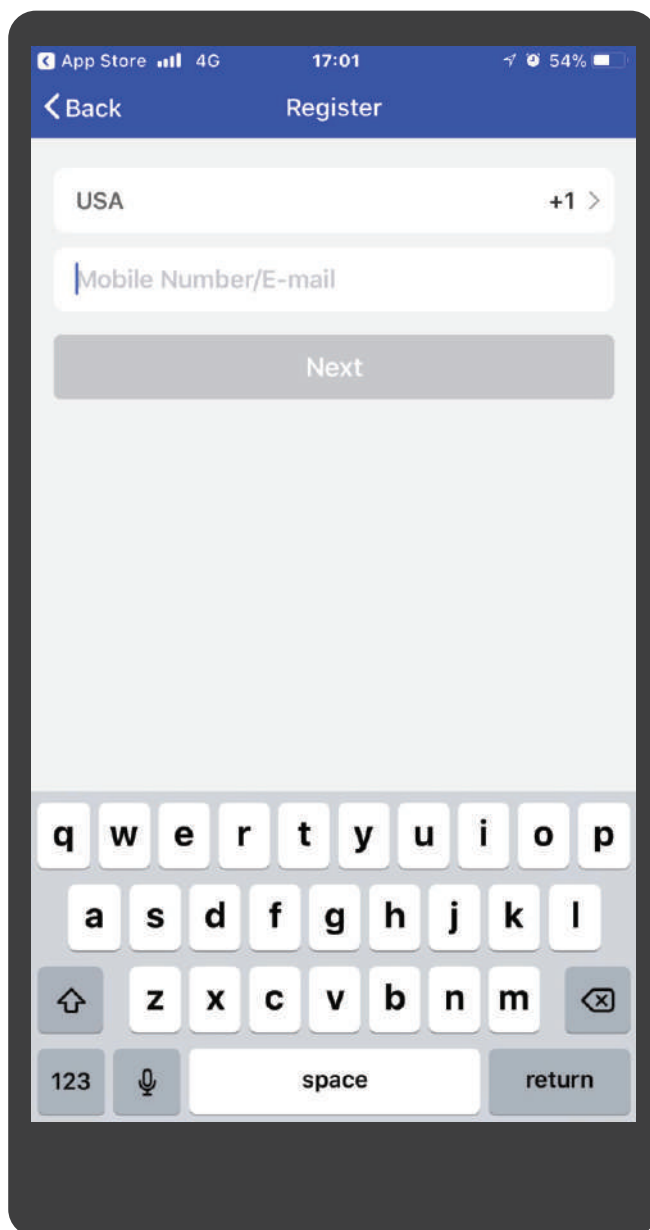 App Store 4G 17:01 54%
Back Register
USA +1
Mobile Number/E-mail
Next
q w e r t y u i o p
a s d f g h j k l
z x c v b n m
123 space return